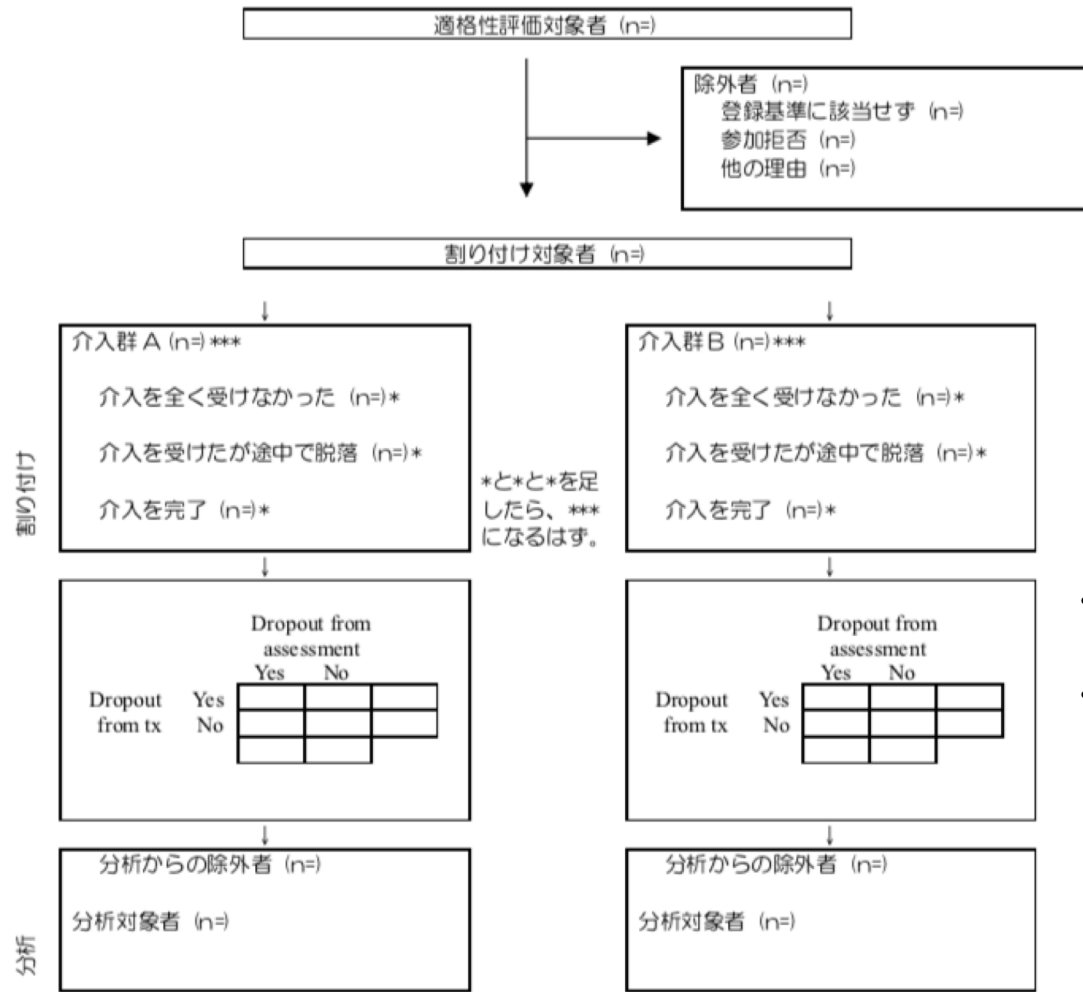 適格性評価対象者 (n=)
除外者 (n=)
登録基準に該当せず (n=)
参加拒否 (n=)
他の理由 (n=)
割り付け対象者 (n=)
割り付け
介入群A (n=)***
介入を全く受けなかった (n=)*
介入を受けたが途中で脱落 (n=)*
介入を完了 (n=)*
*と*と*を足
したら、***
になるはず。
介入群B (n=)***
介入を全く受けなかった (n=)*
介入を受けたが途中で脱落 (n=)*
介入を完了 (n=)*
Dropout from
assessment
Yes No
Dropout Yes
from tx No
Dropout from
assessment
Yes No
Dropout Yes
from tx No
分析
分析からの除外者 (n=)
分析対象者 (n=)
分析からの除外者 (n=)
分析対象者 (n=)